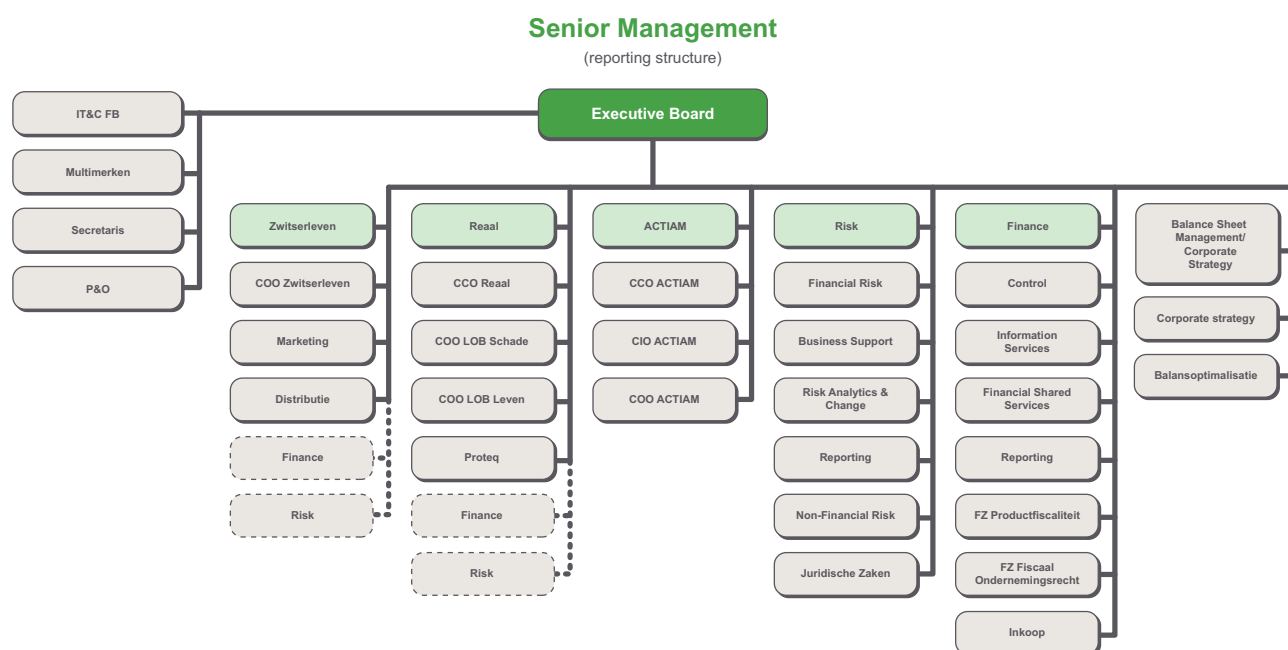 Senior Management
(reporting structure)
Executive Board
IT&C FB
Multimerken
Secretaris
P&O
Zwitserleven
COO Zwitserleven
Marketing
Distributie
Finance
Risk
Reaal
CCO Reaal
COO LOB Schade
COO LOB Leven
Proteq
Finance
Risk
ACTIAM
CCO ACTIAM
CIO ACTIAM
COO ACTIAM
Risk
Financial Risk
Business Support
Risk Analytics &
Change
Reporting
Non-Financial Risk
Juridische Zaken
Finance
Control
Information
Services
Financial Shared
Services
Reporting
FZ Productfiscaliteit
FZ Fiscaal
Ondernemingsrecht
Inkoop
Balance Sheet
Management/
Corporate
Strategy
Corporate strategy
Balansoptimalisatie